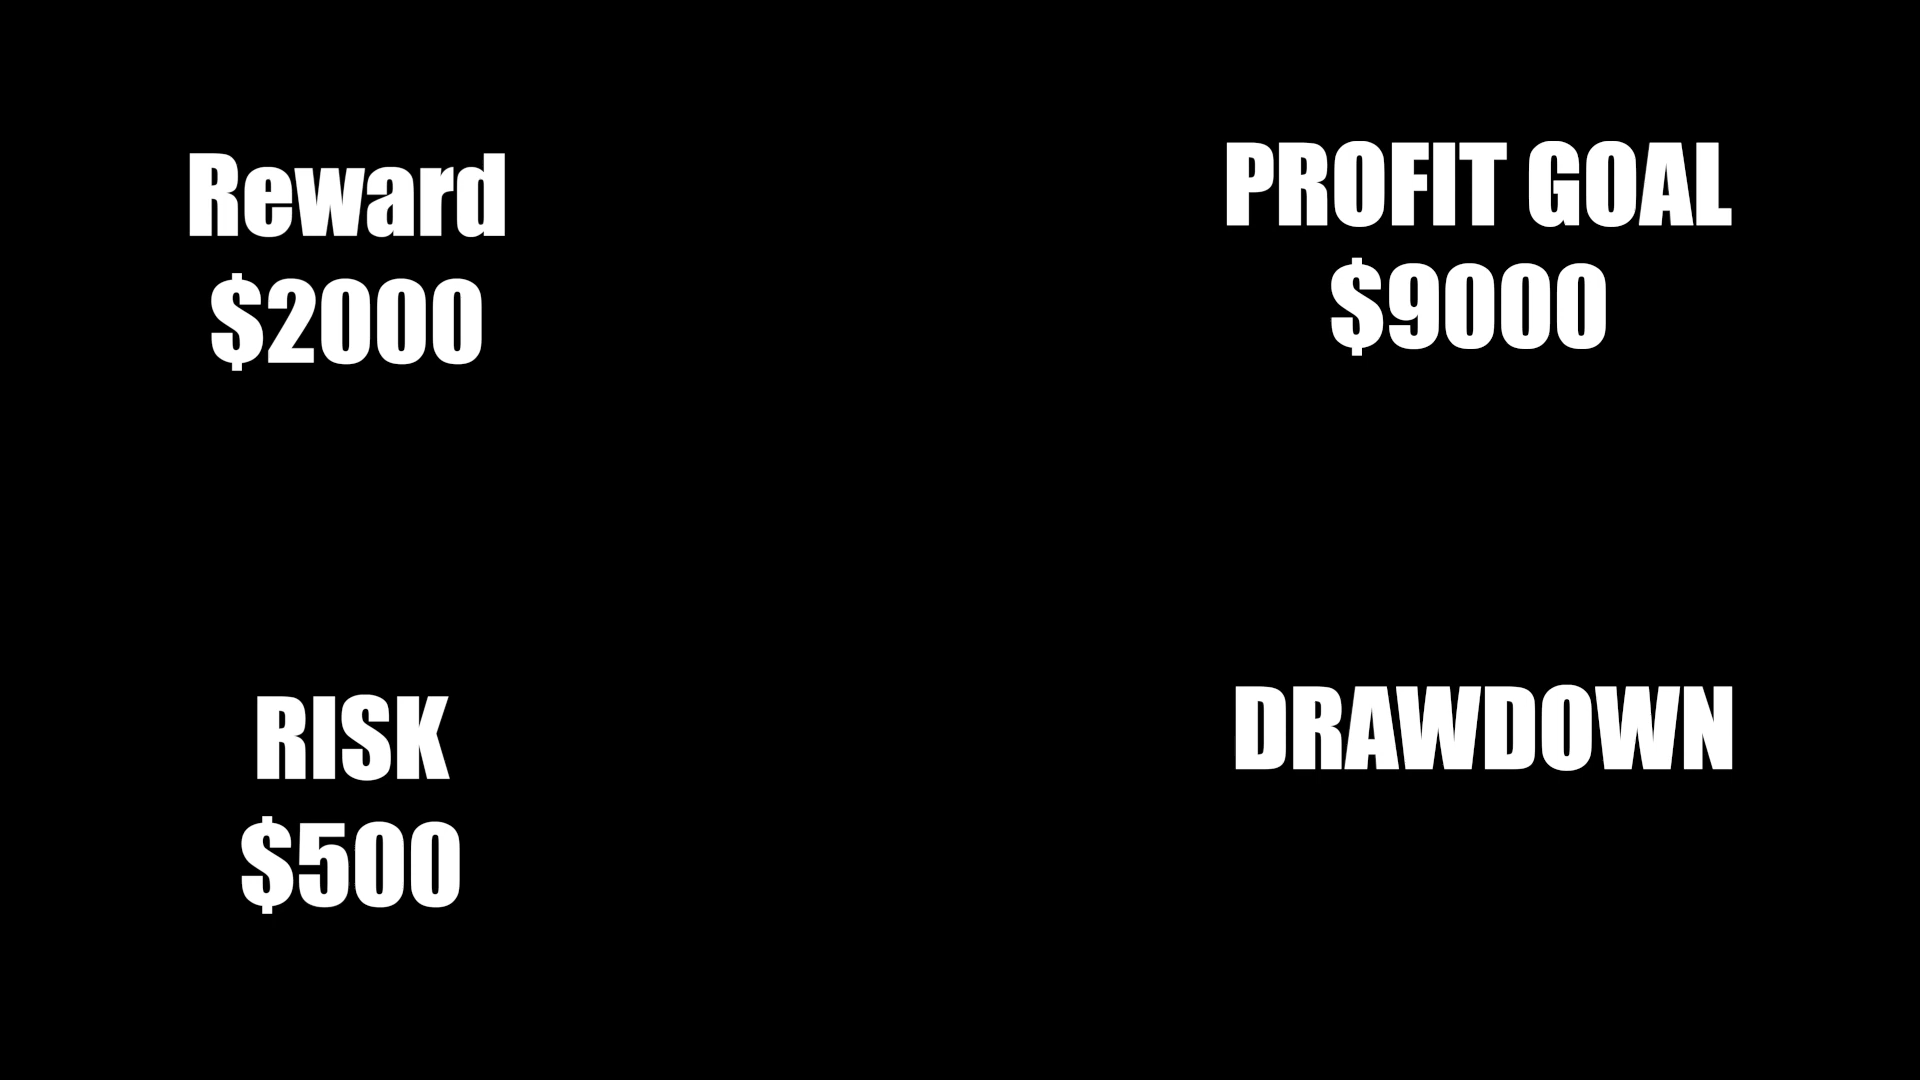 Reward
$2000
PROFIT GOAL
$9000
RISK
$500
DRAWDOWN